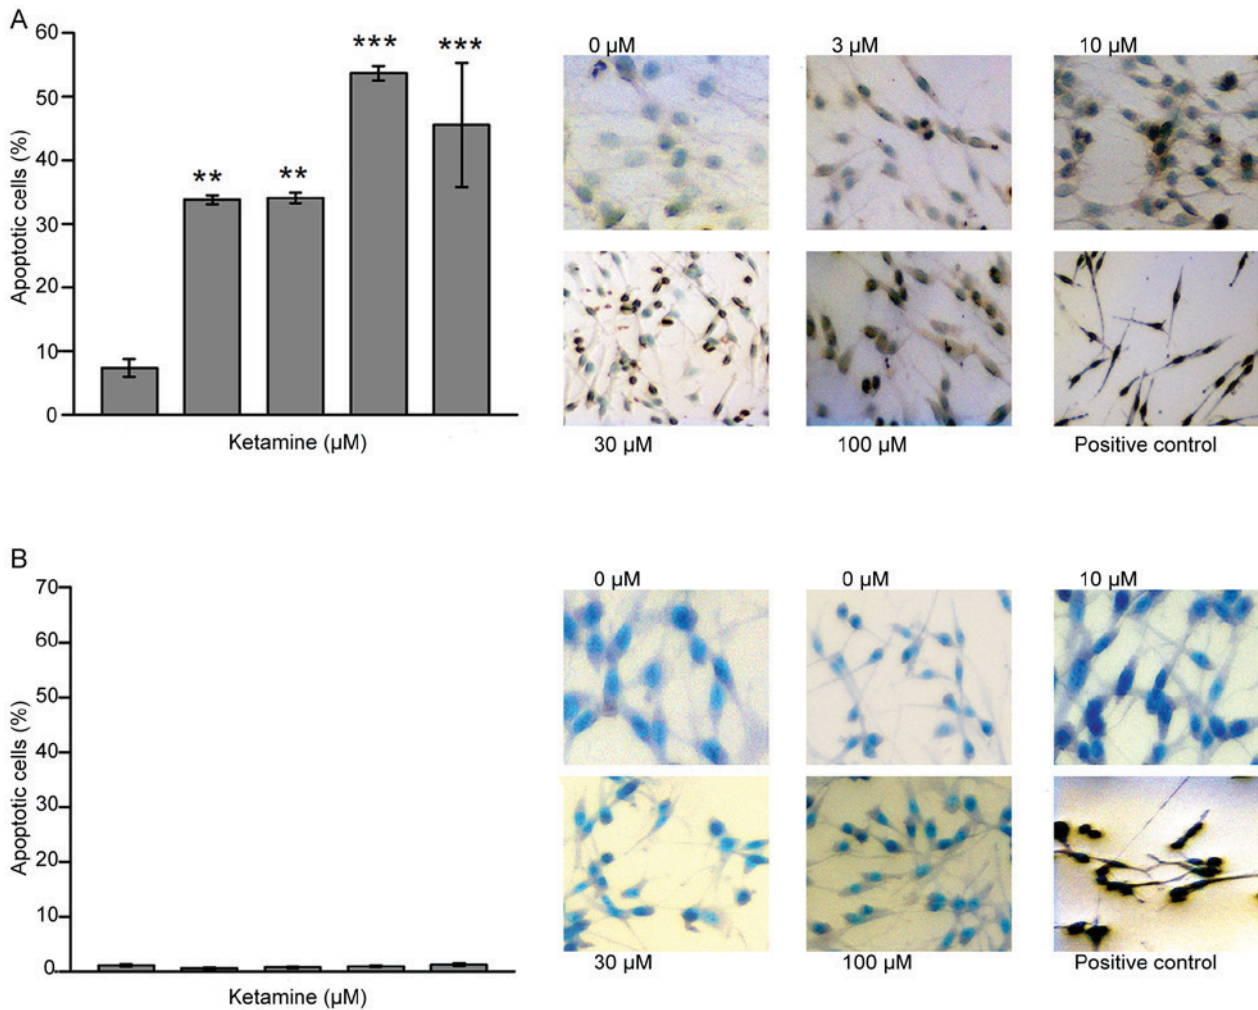 A
60
50
40
30
20
10
0
Apoptotic cells (%)
**
**
***
***
Ketamine (µM)
0 µM
3 µM
10 µM
30 µM
100 µM
Positive control
B
70
60
50
40
30
20
10
0
Apoptotic cells (%)
Ketamine (µM)
0 µM
0 µM
10 µM
30 µM
100 µM
Positive control